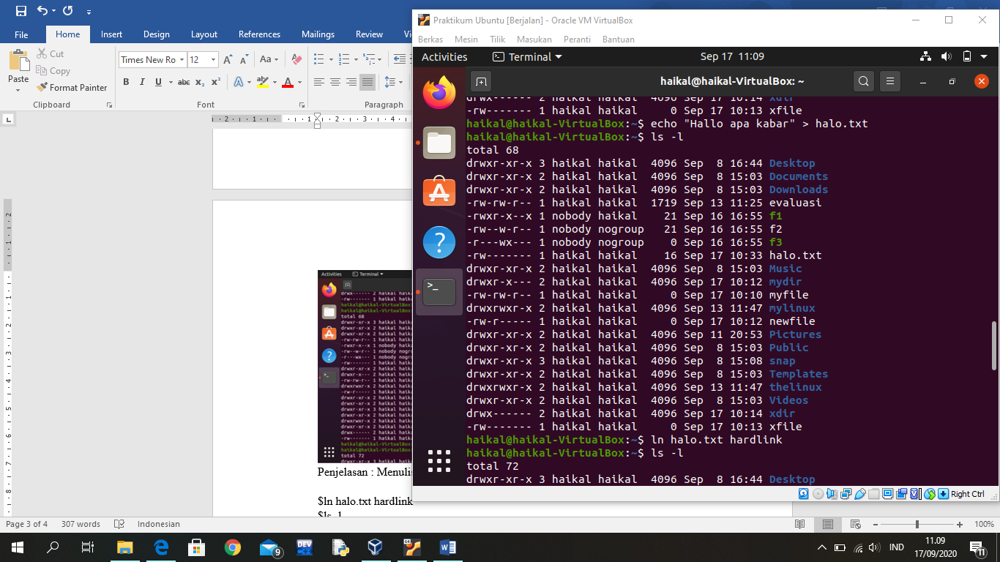 File Home Insert Design Layout References Mailings Review
Cut
Copy
Format Painter
Paste
Clipboard
Times New Ro 12
Aa
B I U abc x₂ x²
Font
Paragraph
Praktikum Ubuntu [Berjalan] - Oracle VM VirtualBox
Berkas Mesin Tilik Masukan Peranti Bantuan
Activities Terminal Sep 17 11:09
haikal@haikal-VirtualBox: ~
drwx------ 2 haikal haikal 4096 Sep 17 10:14 xdir
-rw------- 1 haikal haikal 0 Sep 17 10:13 xfile
haikal@haikal-VirtualBox:~$ echo "Hallo apa kabar" > halo.txt
haikal@haikal-VirtualBox:~$ ls -l
total 68
drwxr-xr-x 3 haikal haikal 4096 Sep 8 16:44 Desktop
drwxr-xr-x 2 haikal haikal 4096 Sep 8 15:03 Documents
drwxr-xr-x 2 haikal haikal 4096 Sep 8 15:03 Downloads
-rw-rw-r-- 1 haikal haikal 1719 Sep 13 11:25 evaluasi
-rwxr-x--x 1 nobody haikal 21 Sep 16 16:55 f1
-rw--w-r-- 1 nobody nogroup 21 Sep 16 16:55 f2
-r---wx--- 1 nobody nogroup 0 Sep 16 16:55 f3
-rw------- 1 haikal haikal 16 Sep 17 10:33 halo.txt
drwxr-xr-x 2 haikal haikal 4096 Sep 8 15:03 Music
drwxr-x--- 2 haikal haikal 4096 Sep 17 10:12 mydir
-rw-rw-r-- 1 haikal haikal 0 Sep 17 10:10 myfile
drwxrwxr-x 2 haikal haikal 4096 Sep 13 11:47 mylinux
-rw-r----- 1 haikal haikal 0 Sep 17 10:12 newfile
drwxr-xr-x 2 haikal haikal 4096 Sep 11 20:53 Pictures
drwxr-xr-x 2 haikal haikal 4096 Sep 8 15:03 Public
drwxr-xr-x 3 haikal haikal 4096 Sep 8 15:08 snap
drwxr-xr-x 2 haikal haikal 4096 Sep 8 15:03 Templates
drwxrwxr-x 2 haikal haikal 4096 Sep 13 11:47 thelinux
drwxr-xr-x 2 haikal haikal 4096 Sep 8 15:03 Videos
drwx------ 2 haikal haikal 4096 Sep 17 10:14 xdir
-rw------- 1 haikal haikal 0 Sep 17 10:13 xfile
haikal@haikal-VirtualBox:~$ ln halo.txt hardlink
haikal@haikal-VirtualBox:~$ ls -l
total 72
drwxr-xr-x 3 haikal haikal 4096 Sep 8 16:44 Desktop
Right Ctrl
Activities Terminal
total 68
total 72
Penjelasan : Menulis
$ln halo.txt hardlink
$ls -l
Page 3 of 4 307 words Indonesian 100%
9 DEV IND 11.09
17/09/2020 11